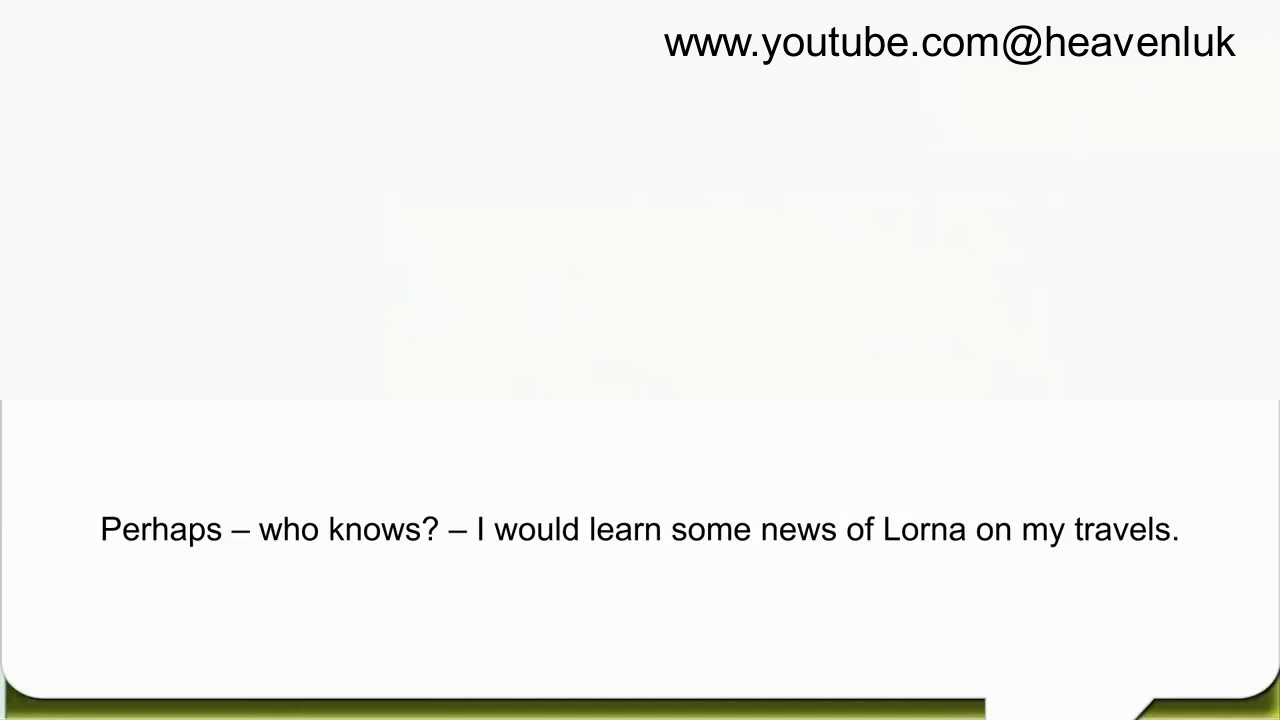 www.youtube.com@heavenluk
Perhaps – who knows? – I would learn some news of Lorna on my travels.